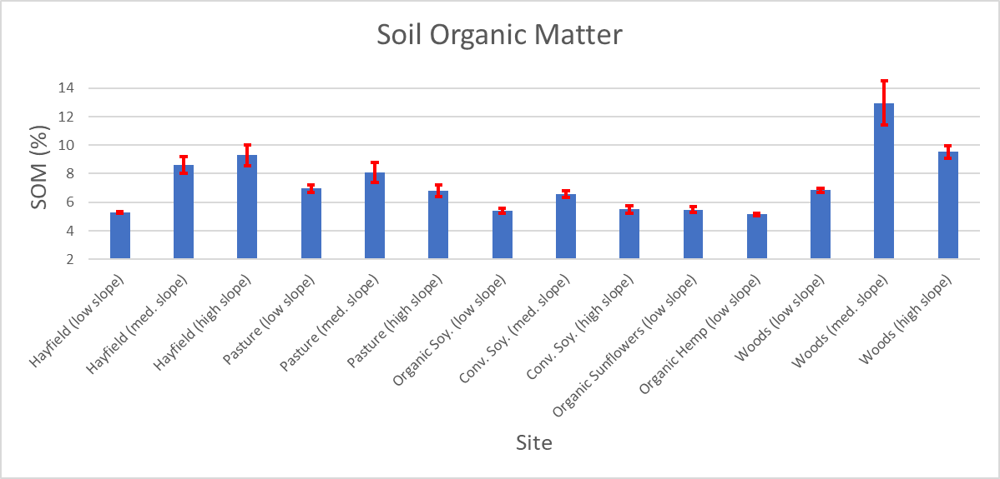 Soil Organic Matter
14
12
10
8
6
4
2
SOM (%)
Hayfield (low slope)
Hayfield (med. slope)
Hayfield (high slope)
Pasture (low slope)
Pasture (med. slope)
Pasture (high slope)
Organic Soy. (low slope)
Conv. Soy. (med. slope)
Conv. Soy. (high slope)
Organic Sunflowers (low slope)
Organic Hemp (low slope)
Woods (low slope)
Woods (med. slope)
Woods (high slope)
Site